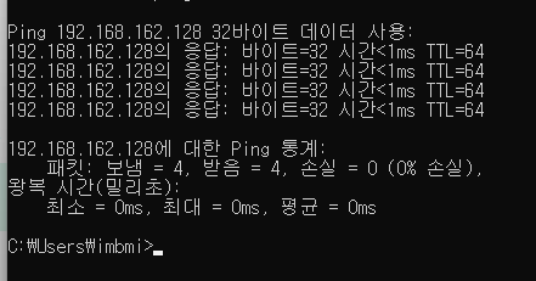 Ping 192.168.162.128 32바이트 데이터 사용:
192.168.162.128의 응답: 바이트=32 시간<1ms TTL=64
192.168.162.128의 응답: 바이트=32 시간<1ms TTL=64
192.168.162.128의 응답: 바이트=32 시간<1ms TTL=64
192.168.162.128의 응답: 바이트=32 시간<1ms TTL=64
192.168.162.128에 대한 Ping 통계:
패킷: 보냄 = 4, 받음 = 4, 손실 = 0 (0% 손실),
왕복 시간(밀리초):
최소 = 0ms, 최대 = 0ms, 평균 = 0ms
C:₩Users₩imbmi>